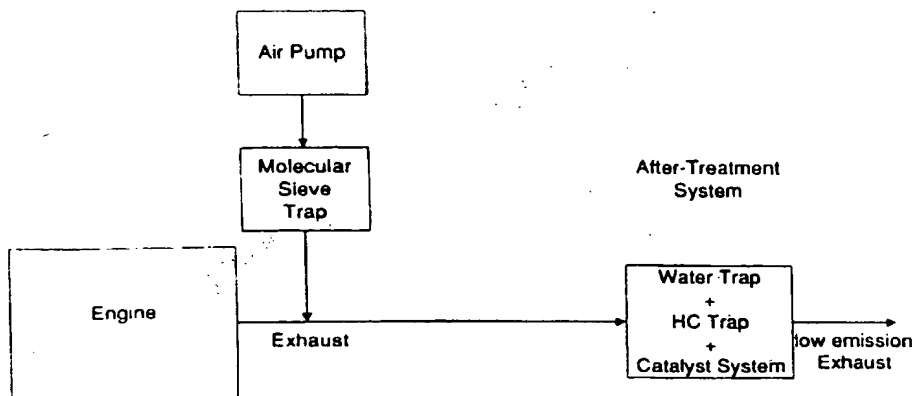 Air Pump
Molecular
Sieve
Trap
After-Treatment
System
Engine
Exhaust
Water Trap
+
HC Trap
+
Catalyst System
low emission
Exhaust